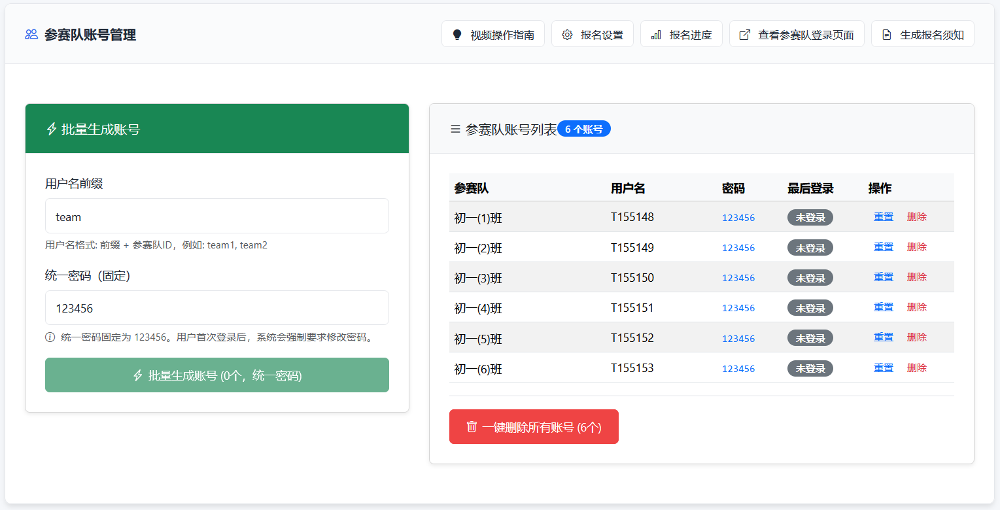 参赛队账号管理
视频操作指南 报名设置 报名进度 查看参赛队登录页面 生成报名须知
批量生成账号
用户名前缀
team
用户名格式: 前缀 + 参赛队ID，例如: team1, team2
统一密码（固定）
123456
统一密码固定为 123456。用户首次登录后，系统会强制要求修改密码。
批量生成账号 (0个，统一密码)
参赛队账号列表 6 个账号
参赛队 用户名 密码 最后登录 操作
初一(1)班 T155148 123456 未登录 重置 删除
初一(2)班 T155149 123456 未登录 重置 删除
初一(3)班 T155150 123456 未登录 重置 删除
初一(4)班 T155151 123456 未登录 重置 删除
初一(5)班 T155152 123456 未登录 重置 删除
初一(6)班 T155153 123456 未登录 重置 删除
一键删除所有账号 (6个)